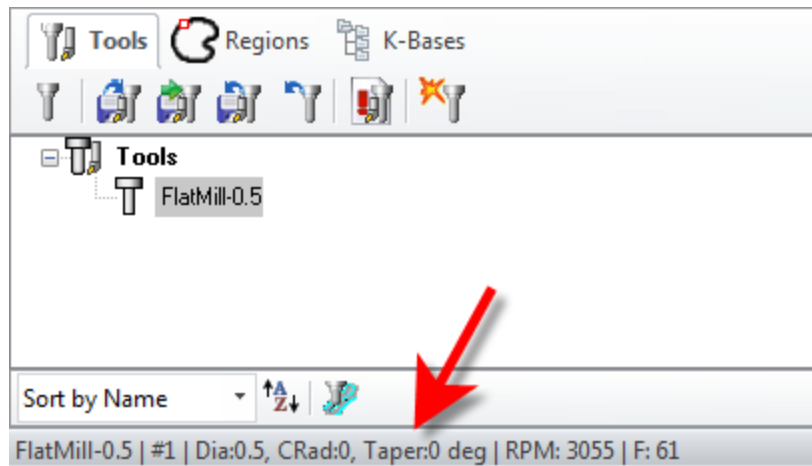 Tools Regions K-Bases
Tools
FlatMill-0.5
Sort by Name A Z
FlatMill-0.5 | #1 | Dia:0.5, CRad:0, Taper:0 deg | RPM: 3055 | F: 61